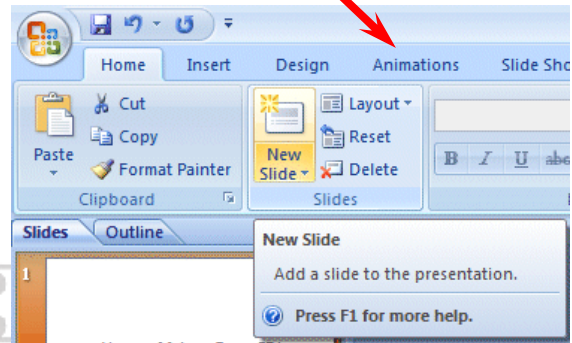 Home Insert Design Animations Slide Sho
Cut Layout
Copy Reset
Paste Format Painter New Slide Delete
B I U abc
Clipboard Slides
Slides Outline
New Slide
1
Add a slide to the presentation.
Press F1 for more help.